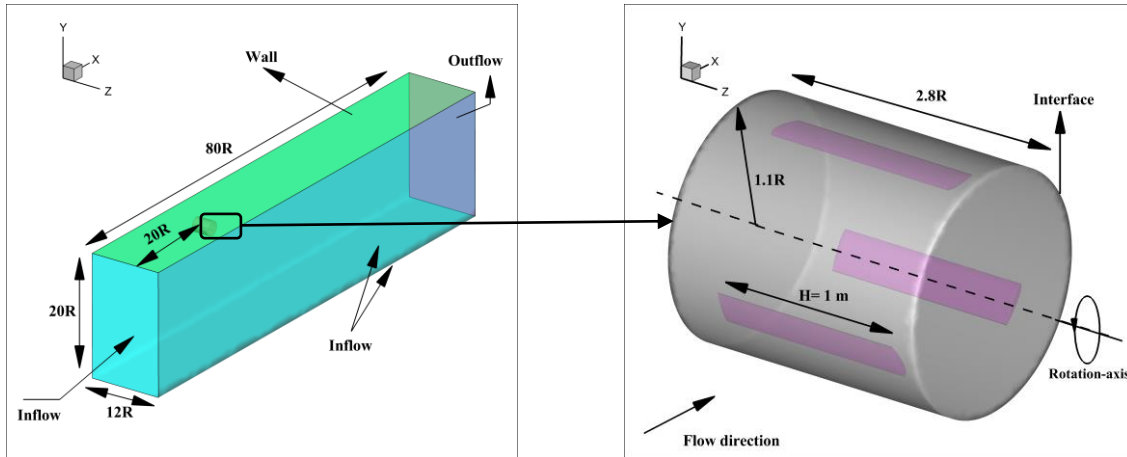 Y
X
Z
Wall
Outflow
80R
20R
20R
12R
Inflow
Inflow
Y
X
Z
2.8R
Interface
1.1R
H= 1 m
Rotation-axis
Flow direction